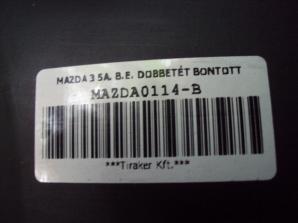 MAZDA 3 5A. B.E. DOBBETÉT BONTOTT
MAZDA0114-B
***Tiraker Kft.***